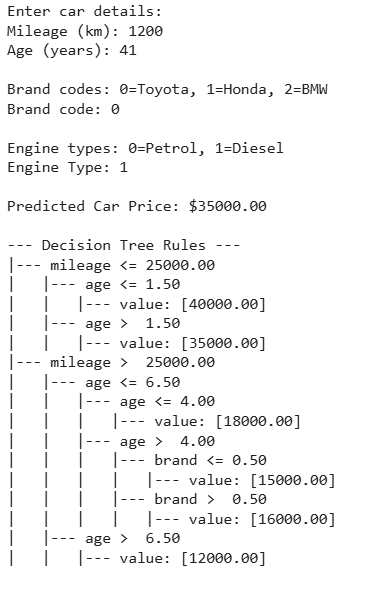 Enter car details:
Mileage (km): 1200
Age (years): 41

Brand codes: 0=Toyota, 1=Honda, 2=BMW
Brand code: 0

Engine types: 0=Petrol, 1=Diesel
Engine Type: 1

Predicted Car Price: $35000.00

--- Decision Tree Rules ---
|--- mileage <= 25000.00
|   |--- age <= 1.50
|   |   |--- value: [40000.00]
|   |--- age >  1.50
|   |   |--- value: [35000.00]
|--- mileage >  25000.00
|   |--- age <= 6.50
|   |   |--- age <= 4.00
|   |   |   |--- value: [18000.00]
|   |   |--- age >  4.00
|   |   |   |--- brand <= 0.50
|   |   |   |   |--- value: [15000.00]
|   |   |   |--- brand >  0.50
|   |   |   |   |--- value: [16000.00]
|   |--- age >  6.50
|   |   |--- value: [12000.00]